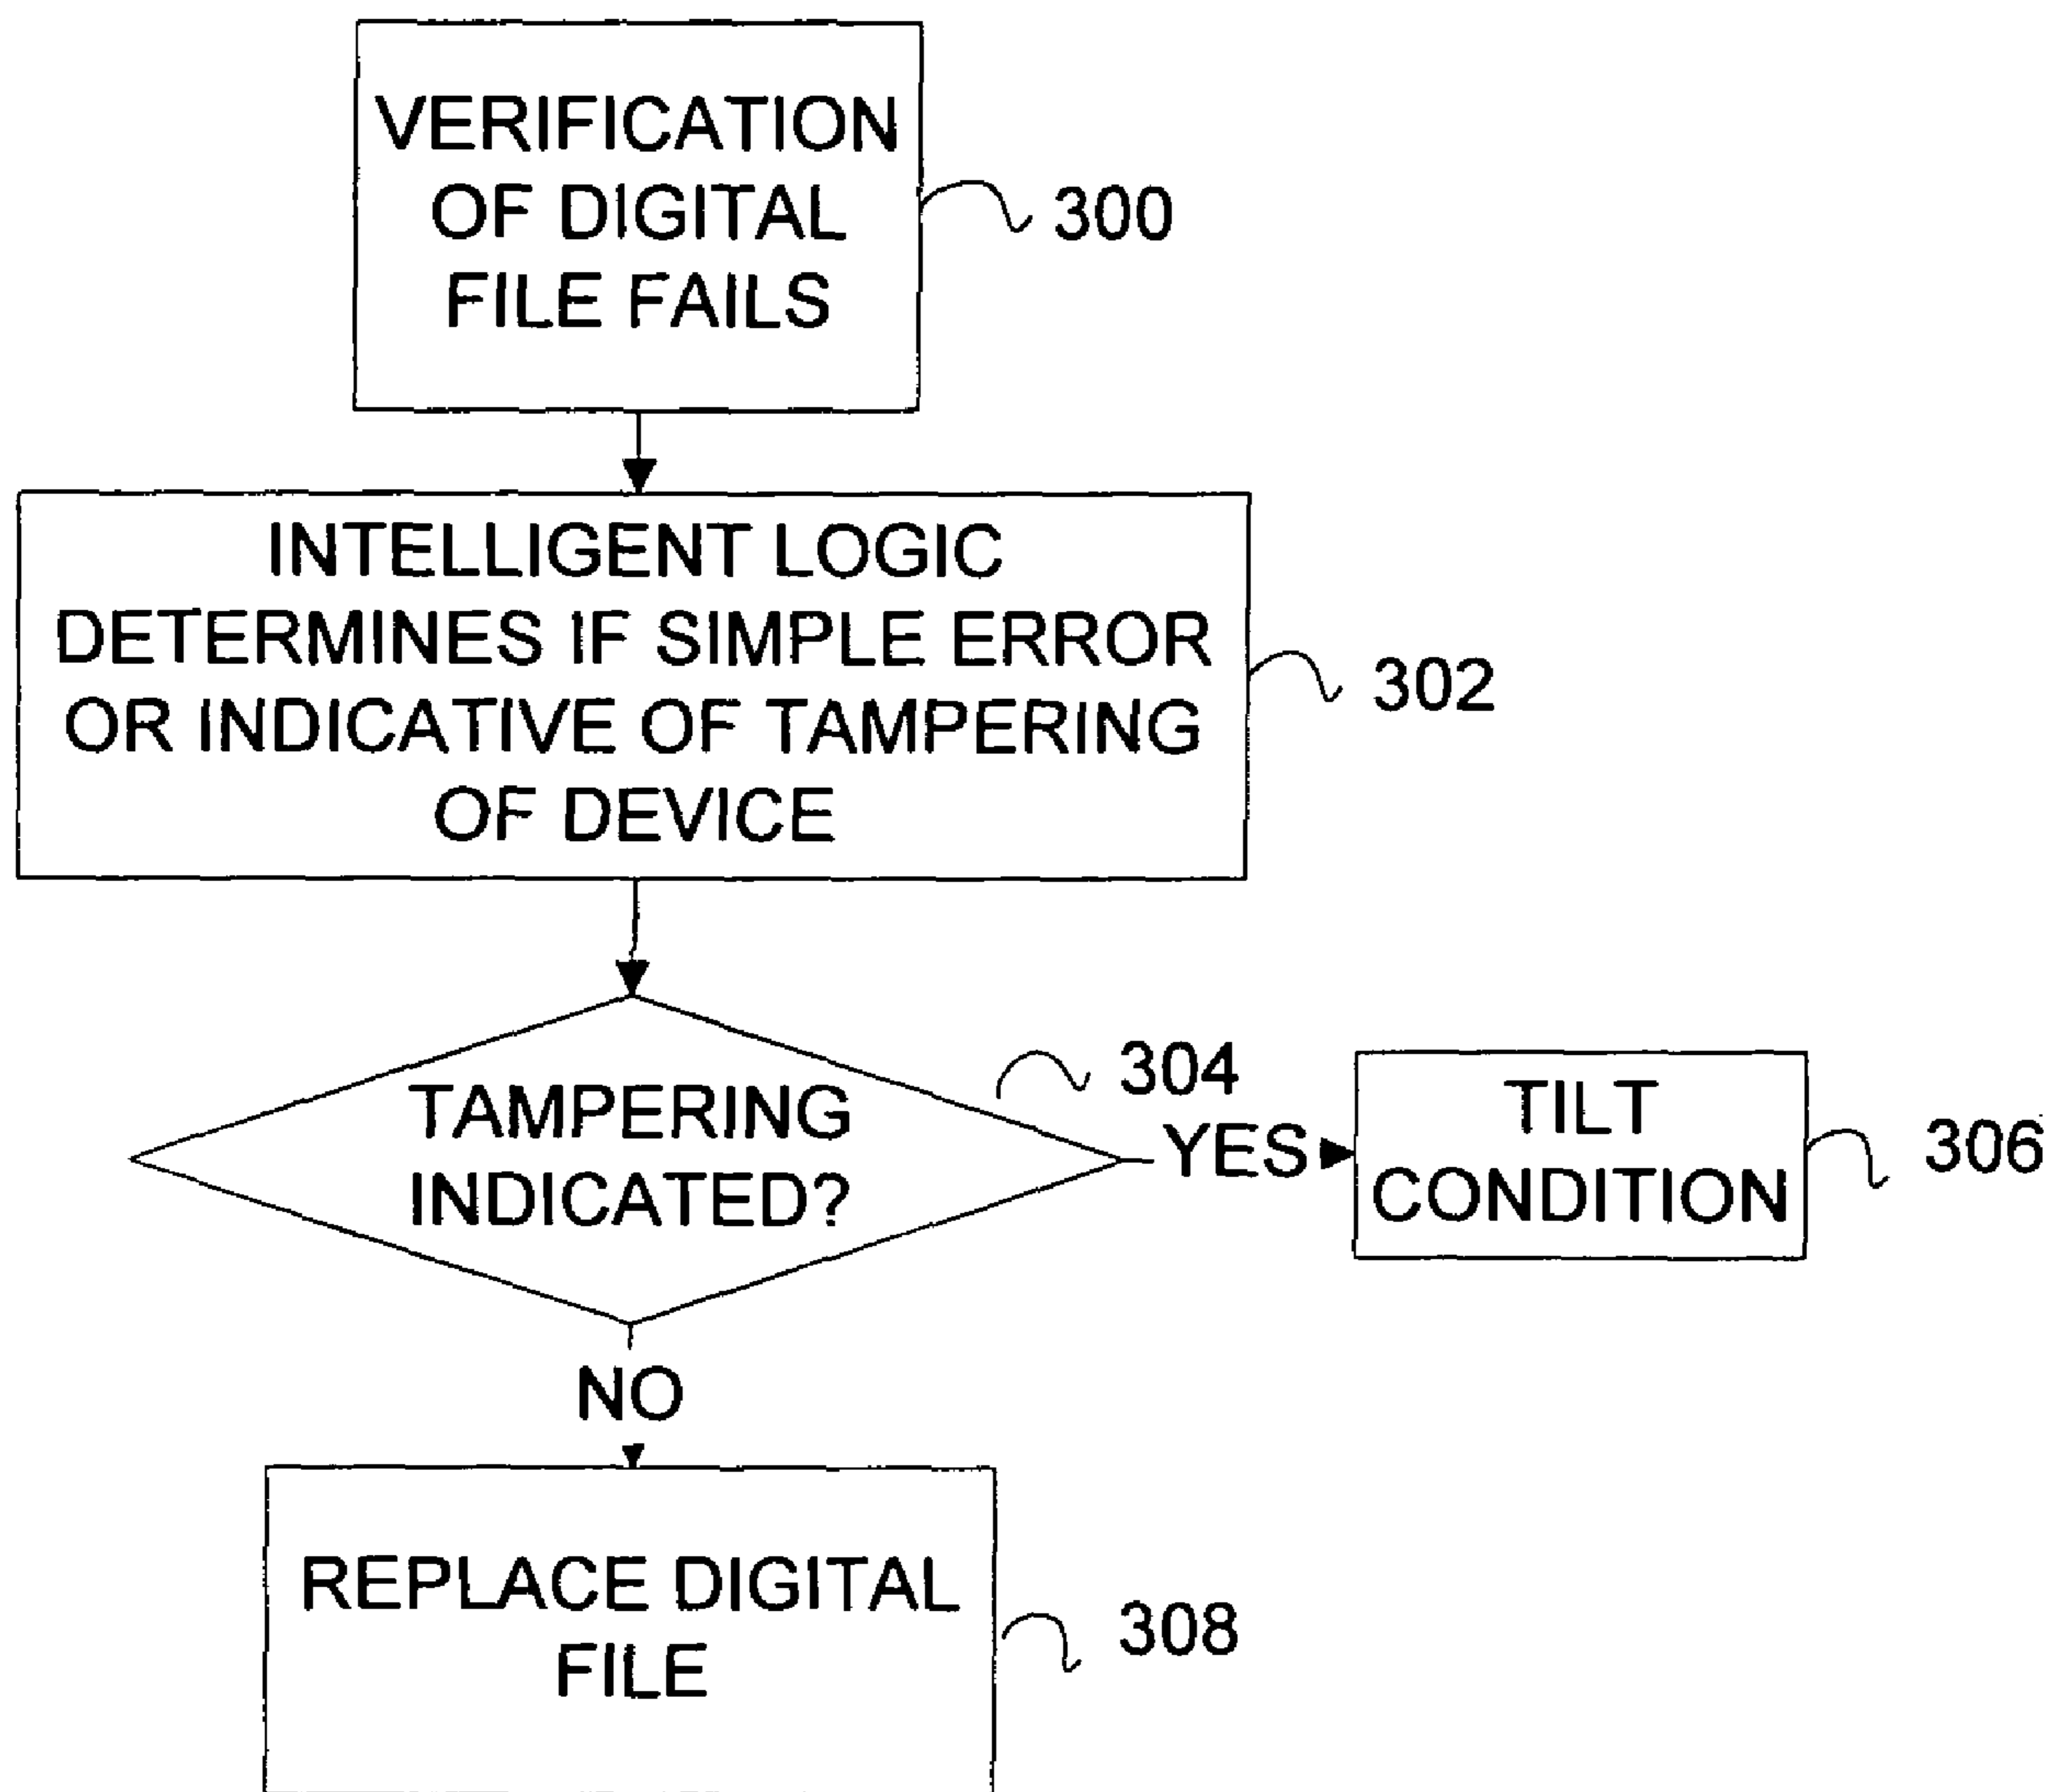 VERIFICATION
OF DIGITAL
FILE FAILS
300
INTELLIGENT LOGIC
DETERMINES IF SIMPLE ERROR
OR INDICATIVE OF TAMPERING
OF DEVICE
302
TAMPERING
INDICATED?
304
YES
TILT
CONDITION
306
NO
REPLACE DIGITAL
FILE
308